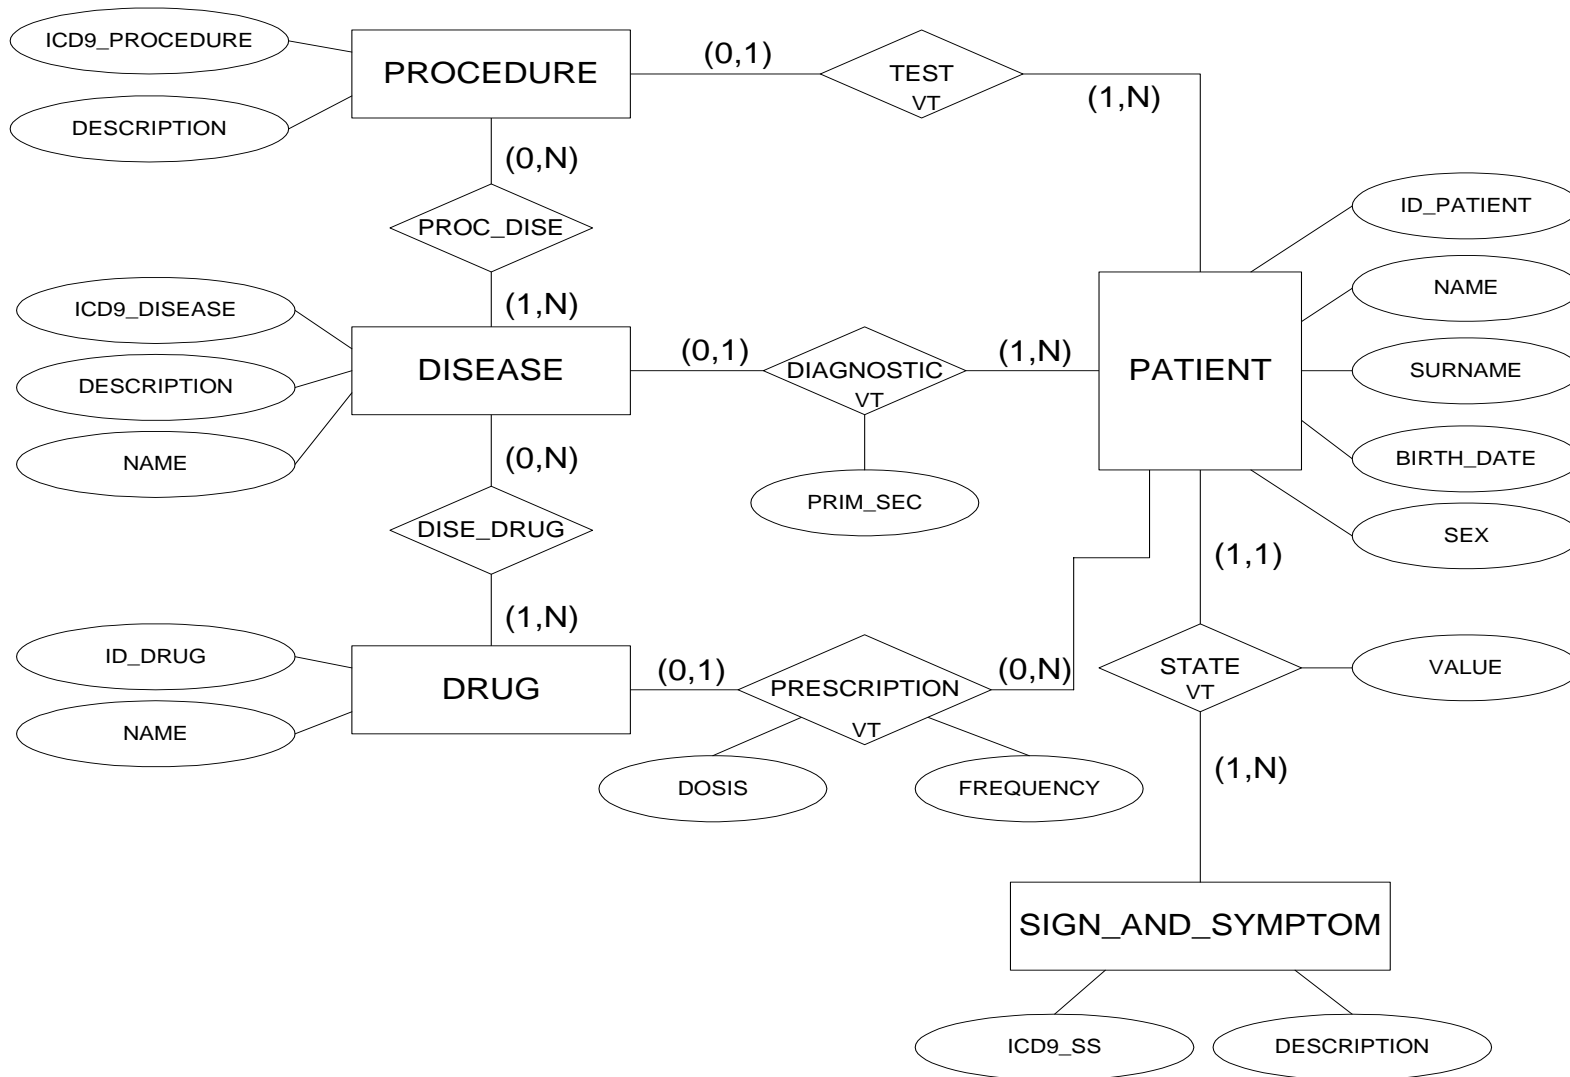 ICD9_PROCEDURE
PROCEDURE
(0,1)
TEST
VT
(1,N)
DESCRIPTION
(0,N)
PROC_DISE
ID_PATIENT
NAME
ICD9_DISEASE
(1,N)
DISEASE
(0,1)
DIAGNOSTIC
VT
(1,N)
PATIENT
SURNAME
DESCRIPTION
NAME
(0,N)
BIRTH_DATE
PRIM_SEC
DISE_DRUG
SEX
(1,1)
(1,N)
ID_DRUG
DRUG
(0,1)
PRESCRIPTION
VT
(0,N)
STATE
VT
VALUE
NAME
DOSIS
FREQUENCY
(1,N)
SIGN_AND_SYMPTOM
ICD9_SS
DESCRIPTION